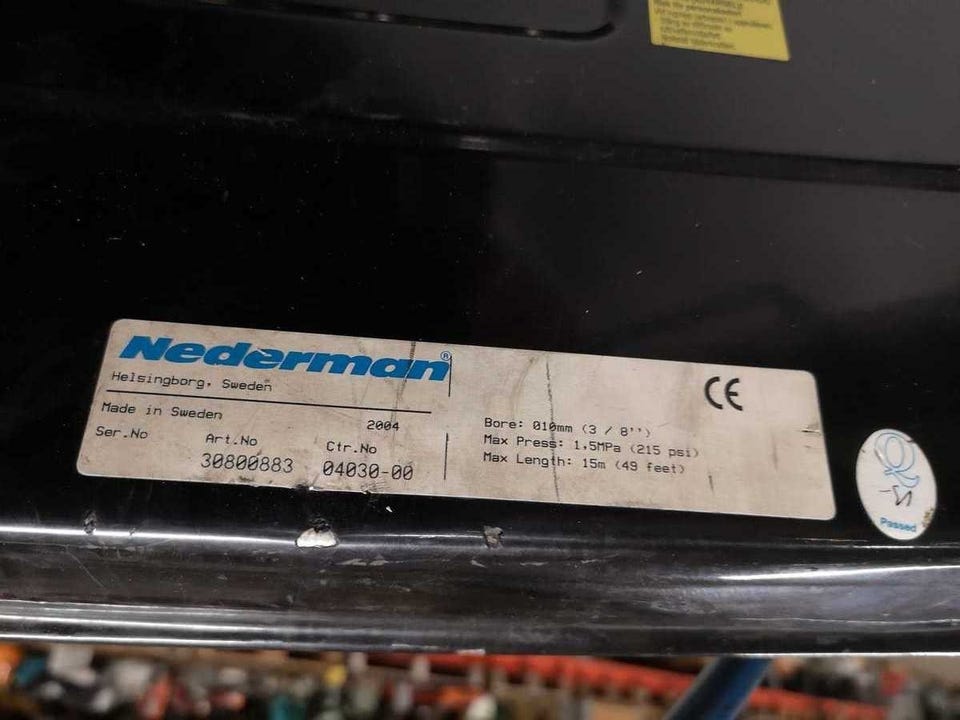 Nederman®
Helsingborg, Sweden
Made in Sweden
2004
Ser.No Art.No Ctr.No
30800883 04030-00
Bore: Ø10mm (3 / 8'')
Max Press: 1,5MPa (215 psi)
Max Length: 15m (49 feet)
CE
Q
Passed